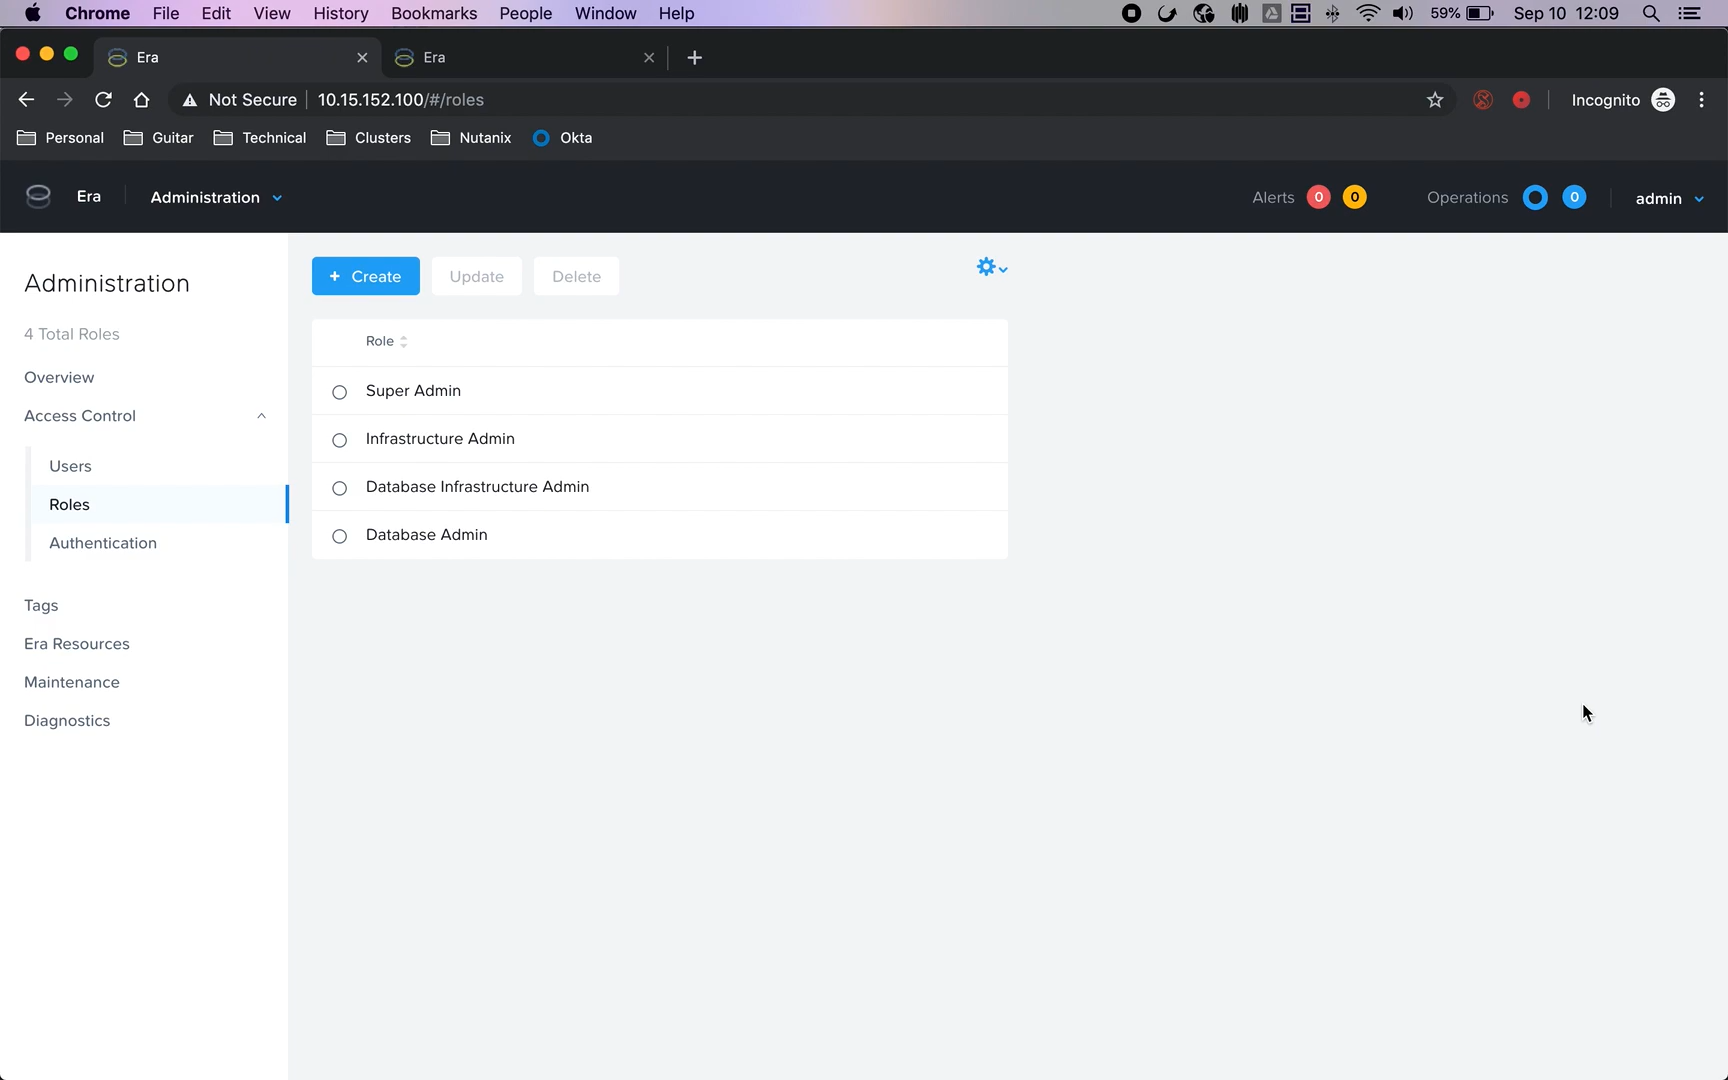 Chrome File Edit View History Bookmarks People Window Help 59% Sep 10 12:09
Era Era
Not Secure 10.15.152.100/#/roles Incognito
Personal Guitar Technical Clusters Nutanix Okta
Era Administration Alerts 0 0 Operations 0 admin
Administration
+ Create Update Delete
4 Total Roles
Role
Overview
Super Admin
Access Control
Infrastructure Admin
Users
Database Infrastructure Admin
Roles
Database Admin
Authentication
Tags
Era Resources
Maintenance
Diagnostics